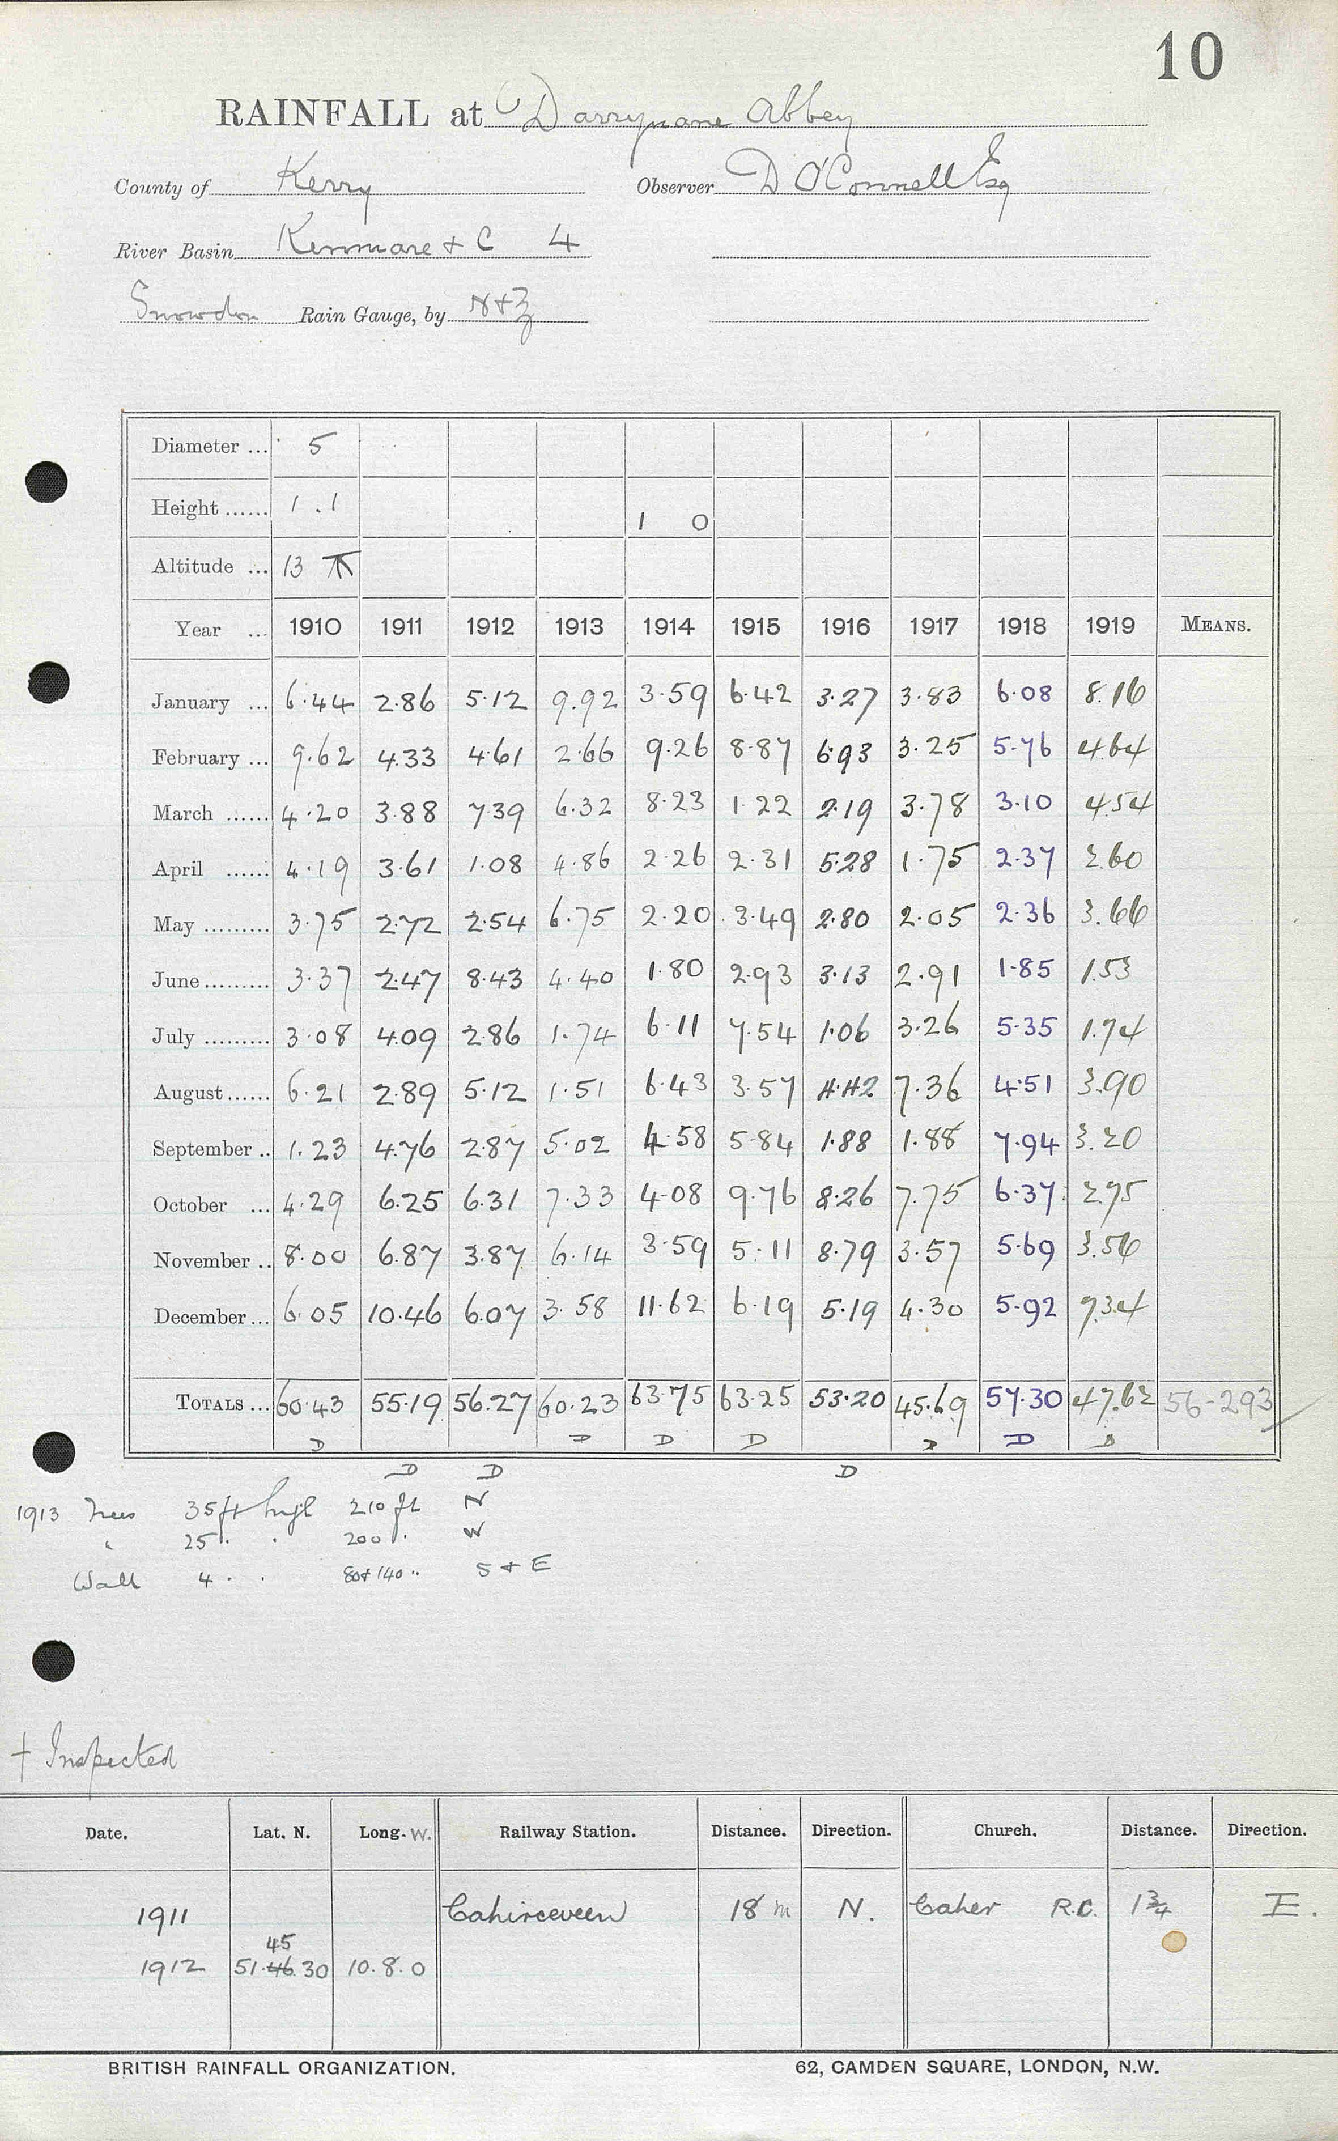 10
RAINFALL at Darrynane Abbey
County of Kerry Observer D O'Connell Esq
River Basin Kenmare & C 4
Snowdon Rain Gauge, by N+Z
Diameter ... 5
Height ...... 1 . 1 1 0
Altitude ... 13
Year ... 1910 1911 1912 1913 1914 1915 1916 1917 1918 1919 MEANS.
January ... 6.44 2.86 5.12 9.92 3.59 6.42 3.27 3.83 6.08 8.16
February ... 9.62 4.33 4.61 2.66 9.26 8.87 6.93 3.25 5.76 4.64
March ...... 4.20 3.88 7.39 6.32 8.23 1.22 2.19 3.78 3.10 4.54
April ...... 4.19 3.61 1.08 4.86 2.26 2.31 5.28 1.75 2.37 2.60
May ......... 3.75 2.72 2.54 6.75 2.20 3.49 2.80 2.05 2.36 3.66
June ......... 3.37 2.47 8.43 4.40 1.80 2.93 3.13 2.91 1.85 1.53
July ......... 3.08 4.09 2.86 1.74 6.11 7.54 1.06 3.26 5.35 1.74
August ...... 6.21 2.89 5.12 1.51 6.43 3.57 4.42 7.36 4.51 3.90
September .. 1.23 4.76 2.87 5.02 4.58 5.84 1.88 1.88 7.94 3.20
October ... 4.29 6.25 6.31 7.33 4.08 9.76 8.26 7.75 6.37 2.75
November .. 8.00 6.87 3.87 6.14 3.59 5.11 8.79 3.57 5.69 3.56
December ... 6.05 10.46 6.07 3.58 11.62 6.19 5.19 4.30 5.92 7.34
TOTALS ... 60.43 55.19 56.27 60.23 63.75 63.25 53.20 45.69 57.30 47.62 56.293
D D D D D D D
D D D
1913 Trees 35 ft high 210 ft N
" 25 " " 200 " W
Wall 4 " " 80+140 " S + E
† Inspected
Date. Lat. N. Long. W. Railway Station. Distance. Direction. Church. Distance. Direction.
1911 Cahirceveen 18 m N. Caher R.C. 1¾ E.
45
1912 51.46.30 10.8.0
BRITISH RAINFALL ORGANIZATION. 62, CAMDEN SQUARE, LONDON, N.W.